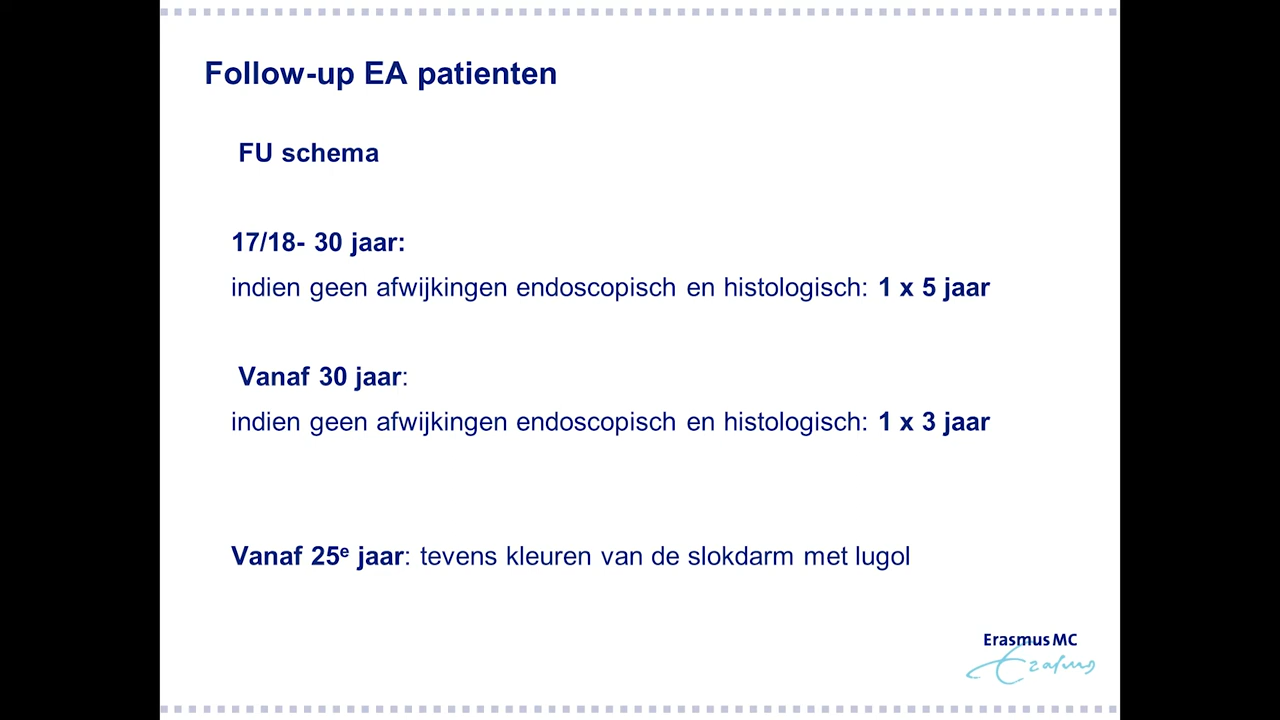 Follow-up EA patienten
FU schema
17/18- 30 jaar:
indien geen afwijkingen endoscopisch en histologisch: 1 x 5 jaar
Vanaf 30 jaar:
indien geen afwijkingen endoscopisch en histologisch: 1 x 3 jaar
Vanaf 25e jaar: tevens kleuren van de slokdarm met lugol
Erasmus MC
Erasmus